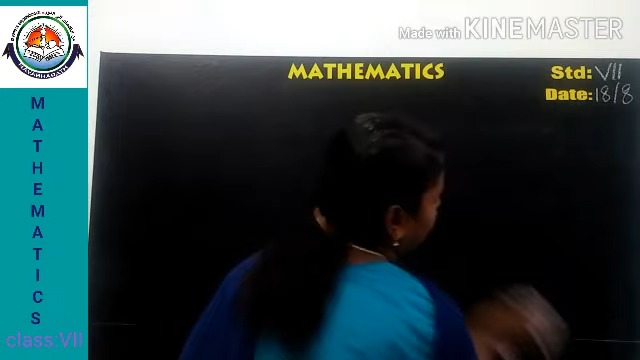 Made with KINEMASTER
MATHEMATICS
Std: VII
Date: 18/8
M
A
T
H
E
M
A
T
I
C
S
class:VII